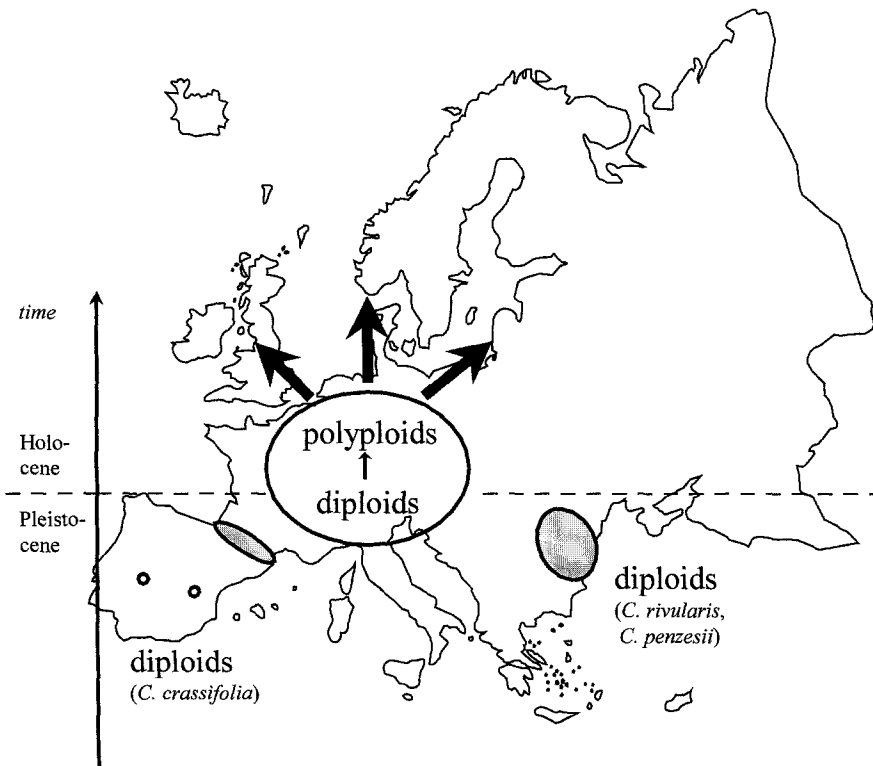 time
polyploids
diploids
Holo-
cene
Pleisto-
cene
diploids
(C. rivularis,
C. penzesii)
diploids
(C. crassifolia)